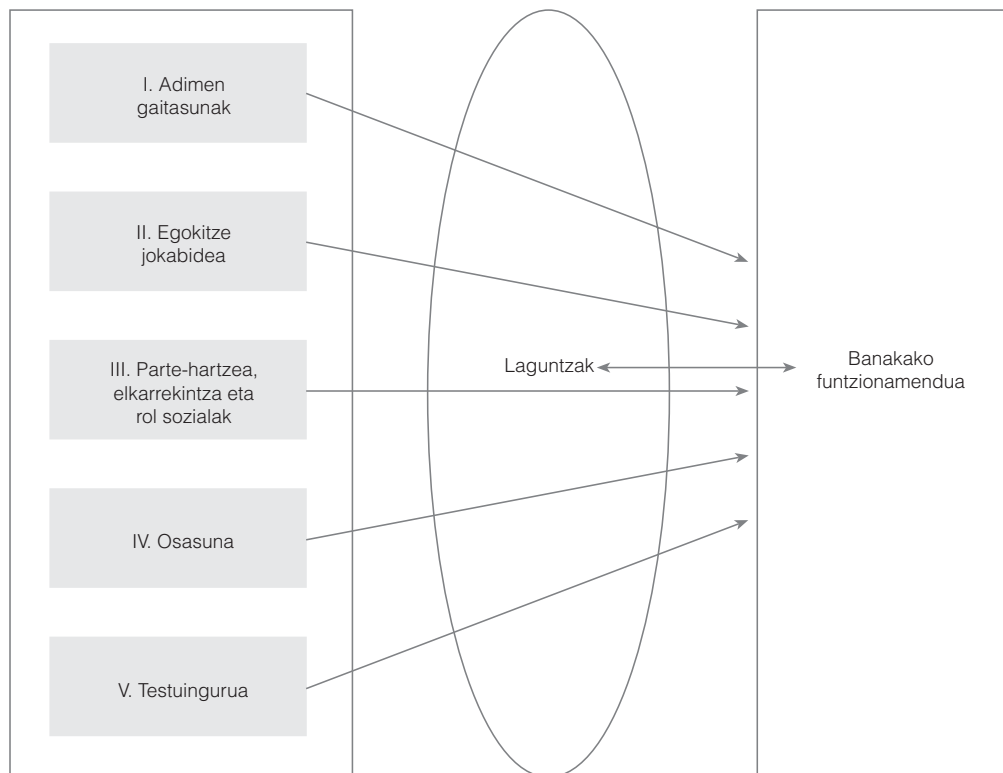 I. Adimen
gaitasunak
II. Egokitze
jokabidea
III. Parte-hartzea,
elkarrekintza eta
rol sozialak
IV. Osasuna
V. Testuingurua
Laguntzak
Banakako
funtzionamendua